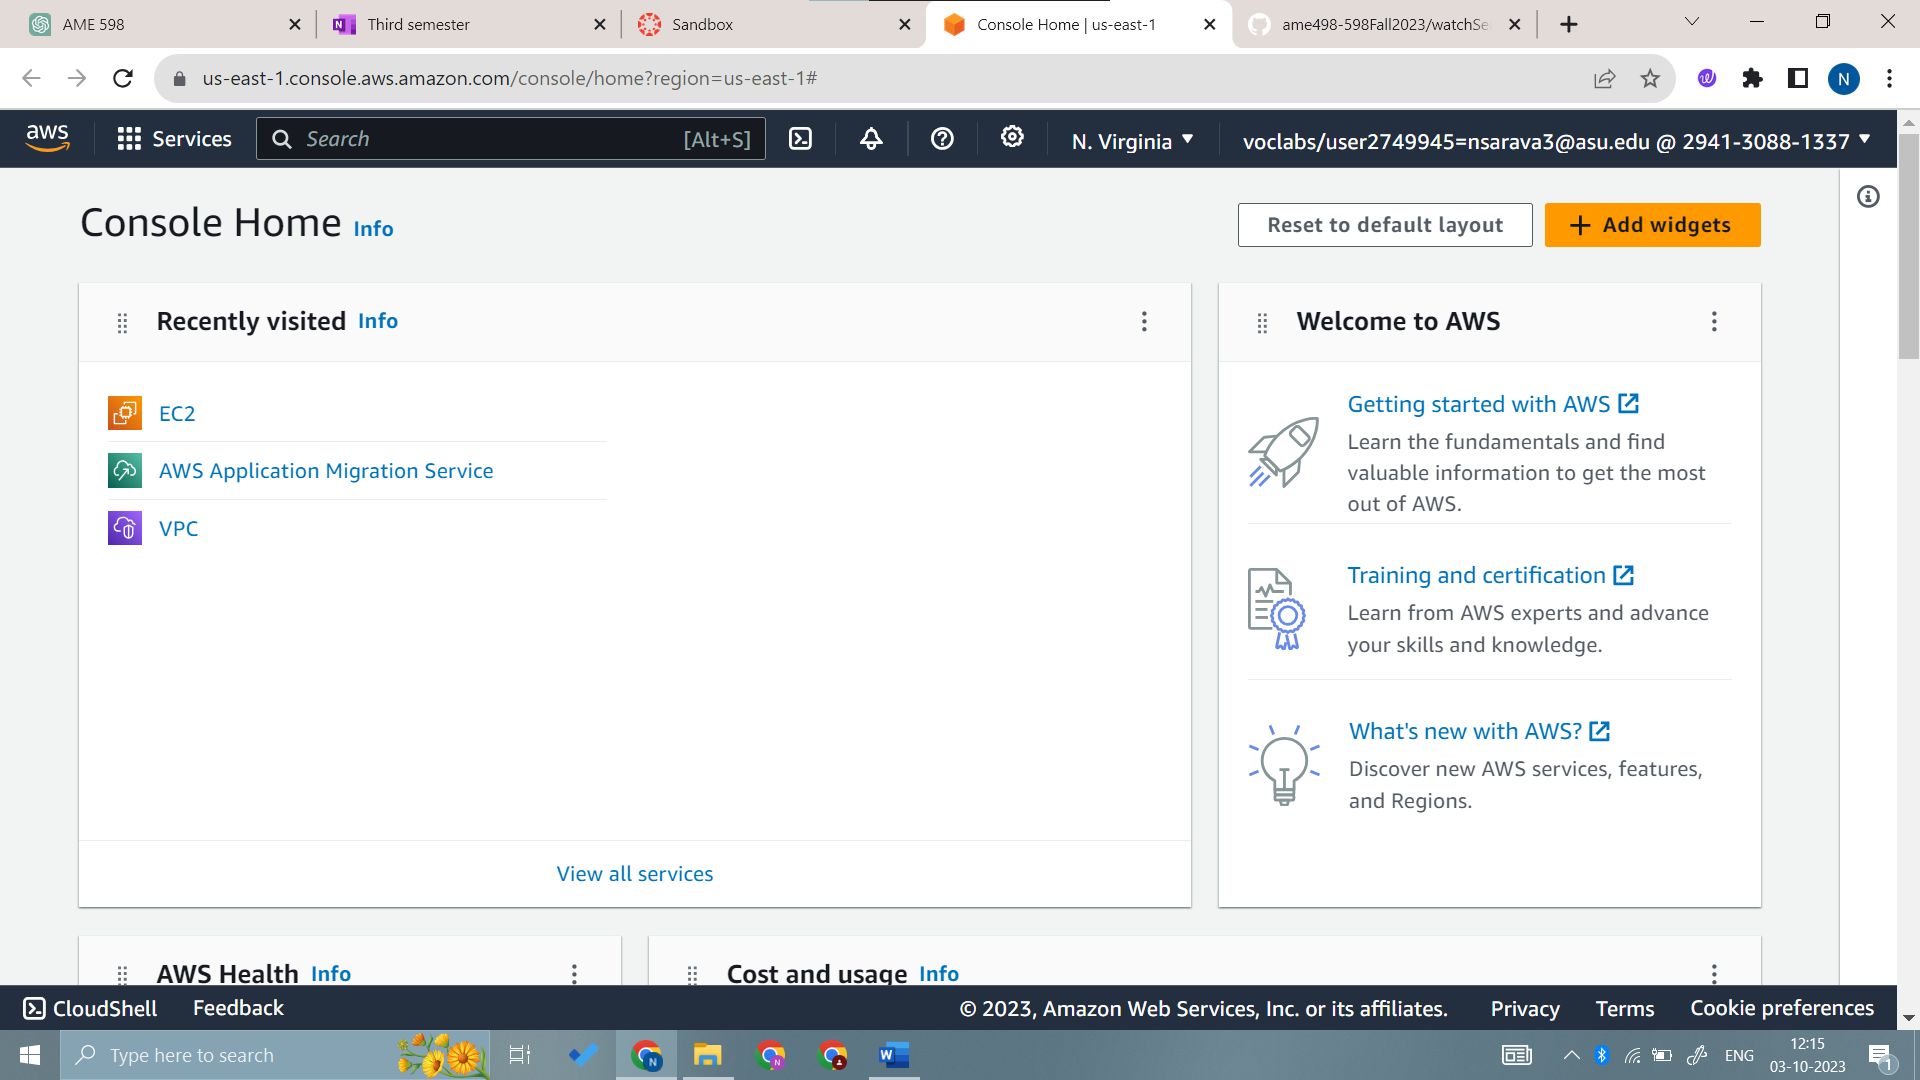 AME 598
Third semester
Sandbox
Console Home | us-east-1
ame498-598Fall2023/watchSe
us-east-1.console.aws.amazon.com/console/home?region=us-east-1#
N
aws
Services
Search
[Alt+S]
N. Virginia
voclabs/user2749945=nsarava3@asu.edu @ 2941-3088-1337
Console Home Info
Reset to default layout
Add widgets
Recently visited Info
EC2
AWS Application Migration Service
VPC
View all services
Welcome to AWS
Getting started with AWS
Learn the fundamentals and find
valuable information to get the most
out of AWS.
Training and certification
Learn from AWS experts and advance
your skills and knowledge.
What's new with AWS?
Discover new AWS services, features,
and Regions.
AWS Health Info
Cost and usage Info
CloudShell
Feedback
© 2023, Amazon Web Services, Inc. or its affiliates.
Privacy
Terms
Cookie preferences
Type here to search
ENG
12:15
03-10-2023
1